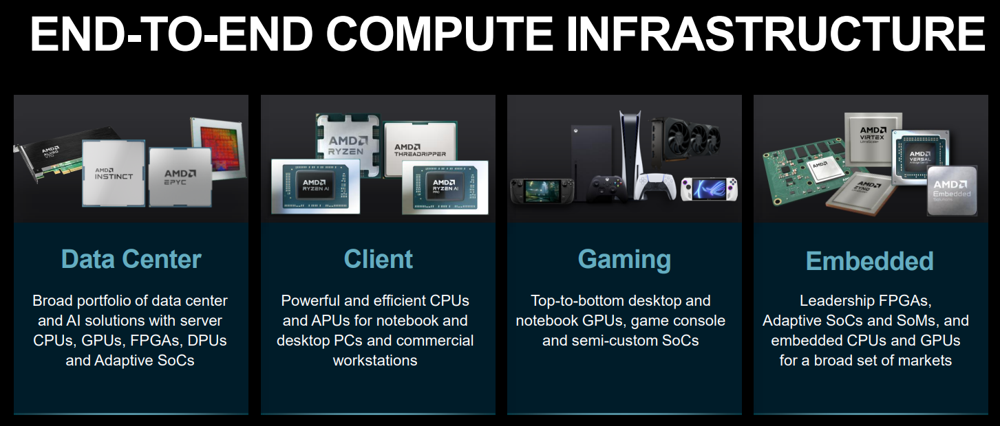 END-TO-END COMPUTE INFRASTRUCTURE
AMD
ALVEO
AMD
INSTINCT
AMD
EPYC
AMD
RYZEN
AMD
THREADRIPPER
AMD
RYZEN AI
AMD
RYZEN AI
PRO
AMD
VIRTEX
UltraScale+
AMD
AMD
VERSAL
AMD
ZYNQ
AMD
Embedded
Data Center
Broad portfolio of data center
and AI solutions with server
CPUs, GPUs, FPGAs, DPUs
and Adaptive SoCs
Client
Powerful and efficient CPUs
and APUs for notebook and
desktop PCs and commercial
workstations
Gaming
Top-to-bottom desktop and
notebook GPUs, game console
and semi-custom SoCs
Embedded
Leadership FPGAs,
Adaptive SoCs and SoMs, and
embedded CPUs and GPUs
for a broad set of markets